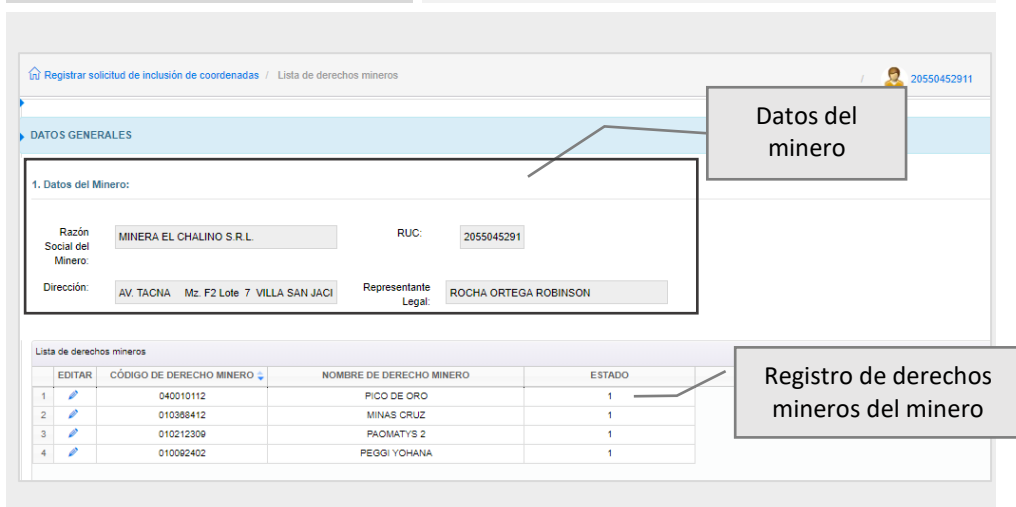 Registrar solicitud de inclusión de coordenadas / Lista de derechos mineros / 20550452911
DATOS GENERALES
Datos del minero
1. Datos del Minero:
Razón Social del Minero: MINERA EL CHALINO S.R.L. RUC: 2055045291
Dirección: AV. TACNA Mz. F2 Lote 7 VILLA SAN JACI Representante Legal: ROCHA ORTEGA ROBINSON
Lista de derechos mineros
EDITAR CÓDIGO DE DERECHO MINERO NOMBRE DE DERECHO MINERO ESTADO
1 040010112 PICO DE ORO 1
2 010368412 MINAS CRUZ 1
3 010212309 PAOMATYS 2 1
4 010092402 PEGGI YOHANA 1
Registro de derechos mineros del minero